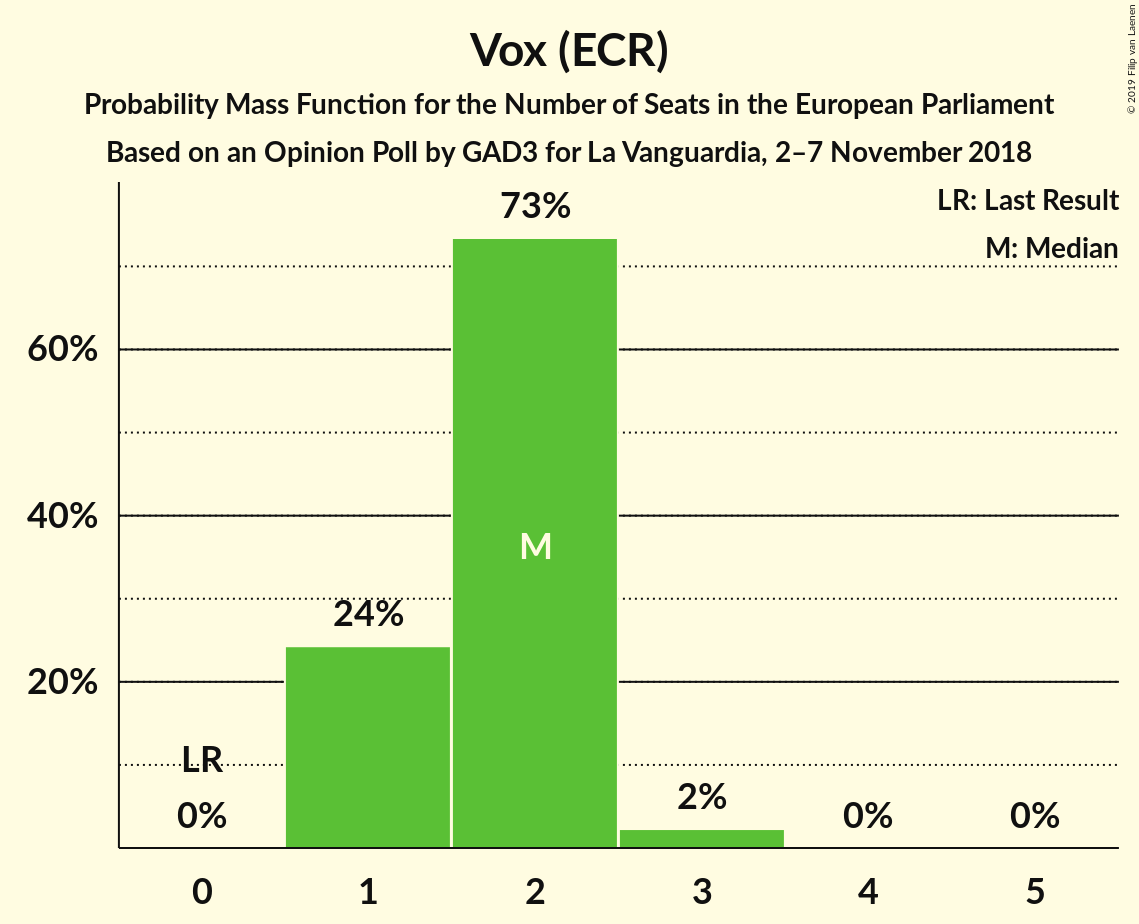 Vox (ECR)
Probability Mass Function for the Number of Seats in the European Parliament
Based on an Opinion Poll by GAD3 for La Vanguardia, 2–7 November 2018
© 2019 Filip van Laenen
LR: Last Result
M: Median
73%
60%
40%
M
24%
20%
LR
0%
2%
0%
0%
0 1 2 3 4 5